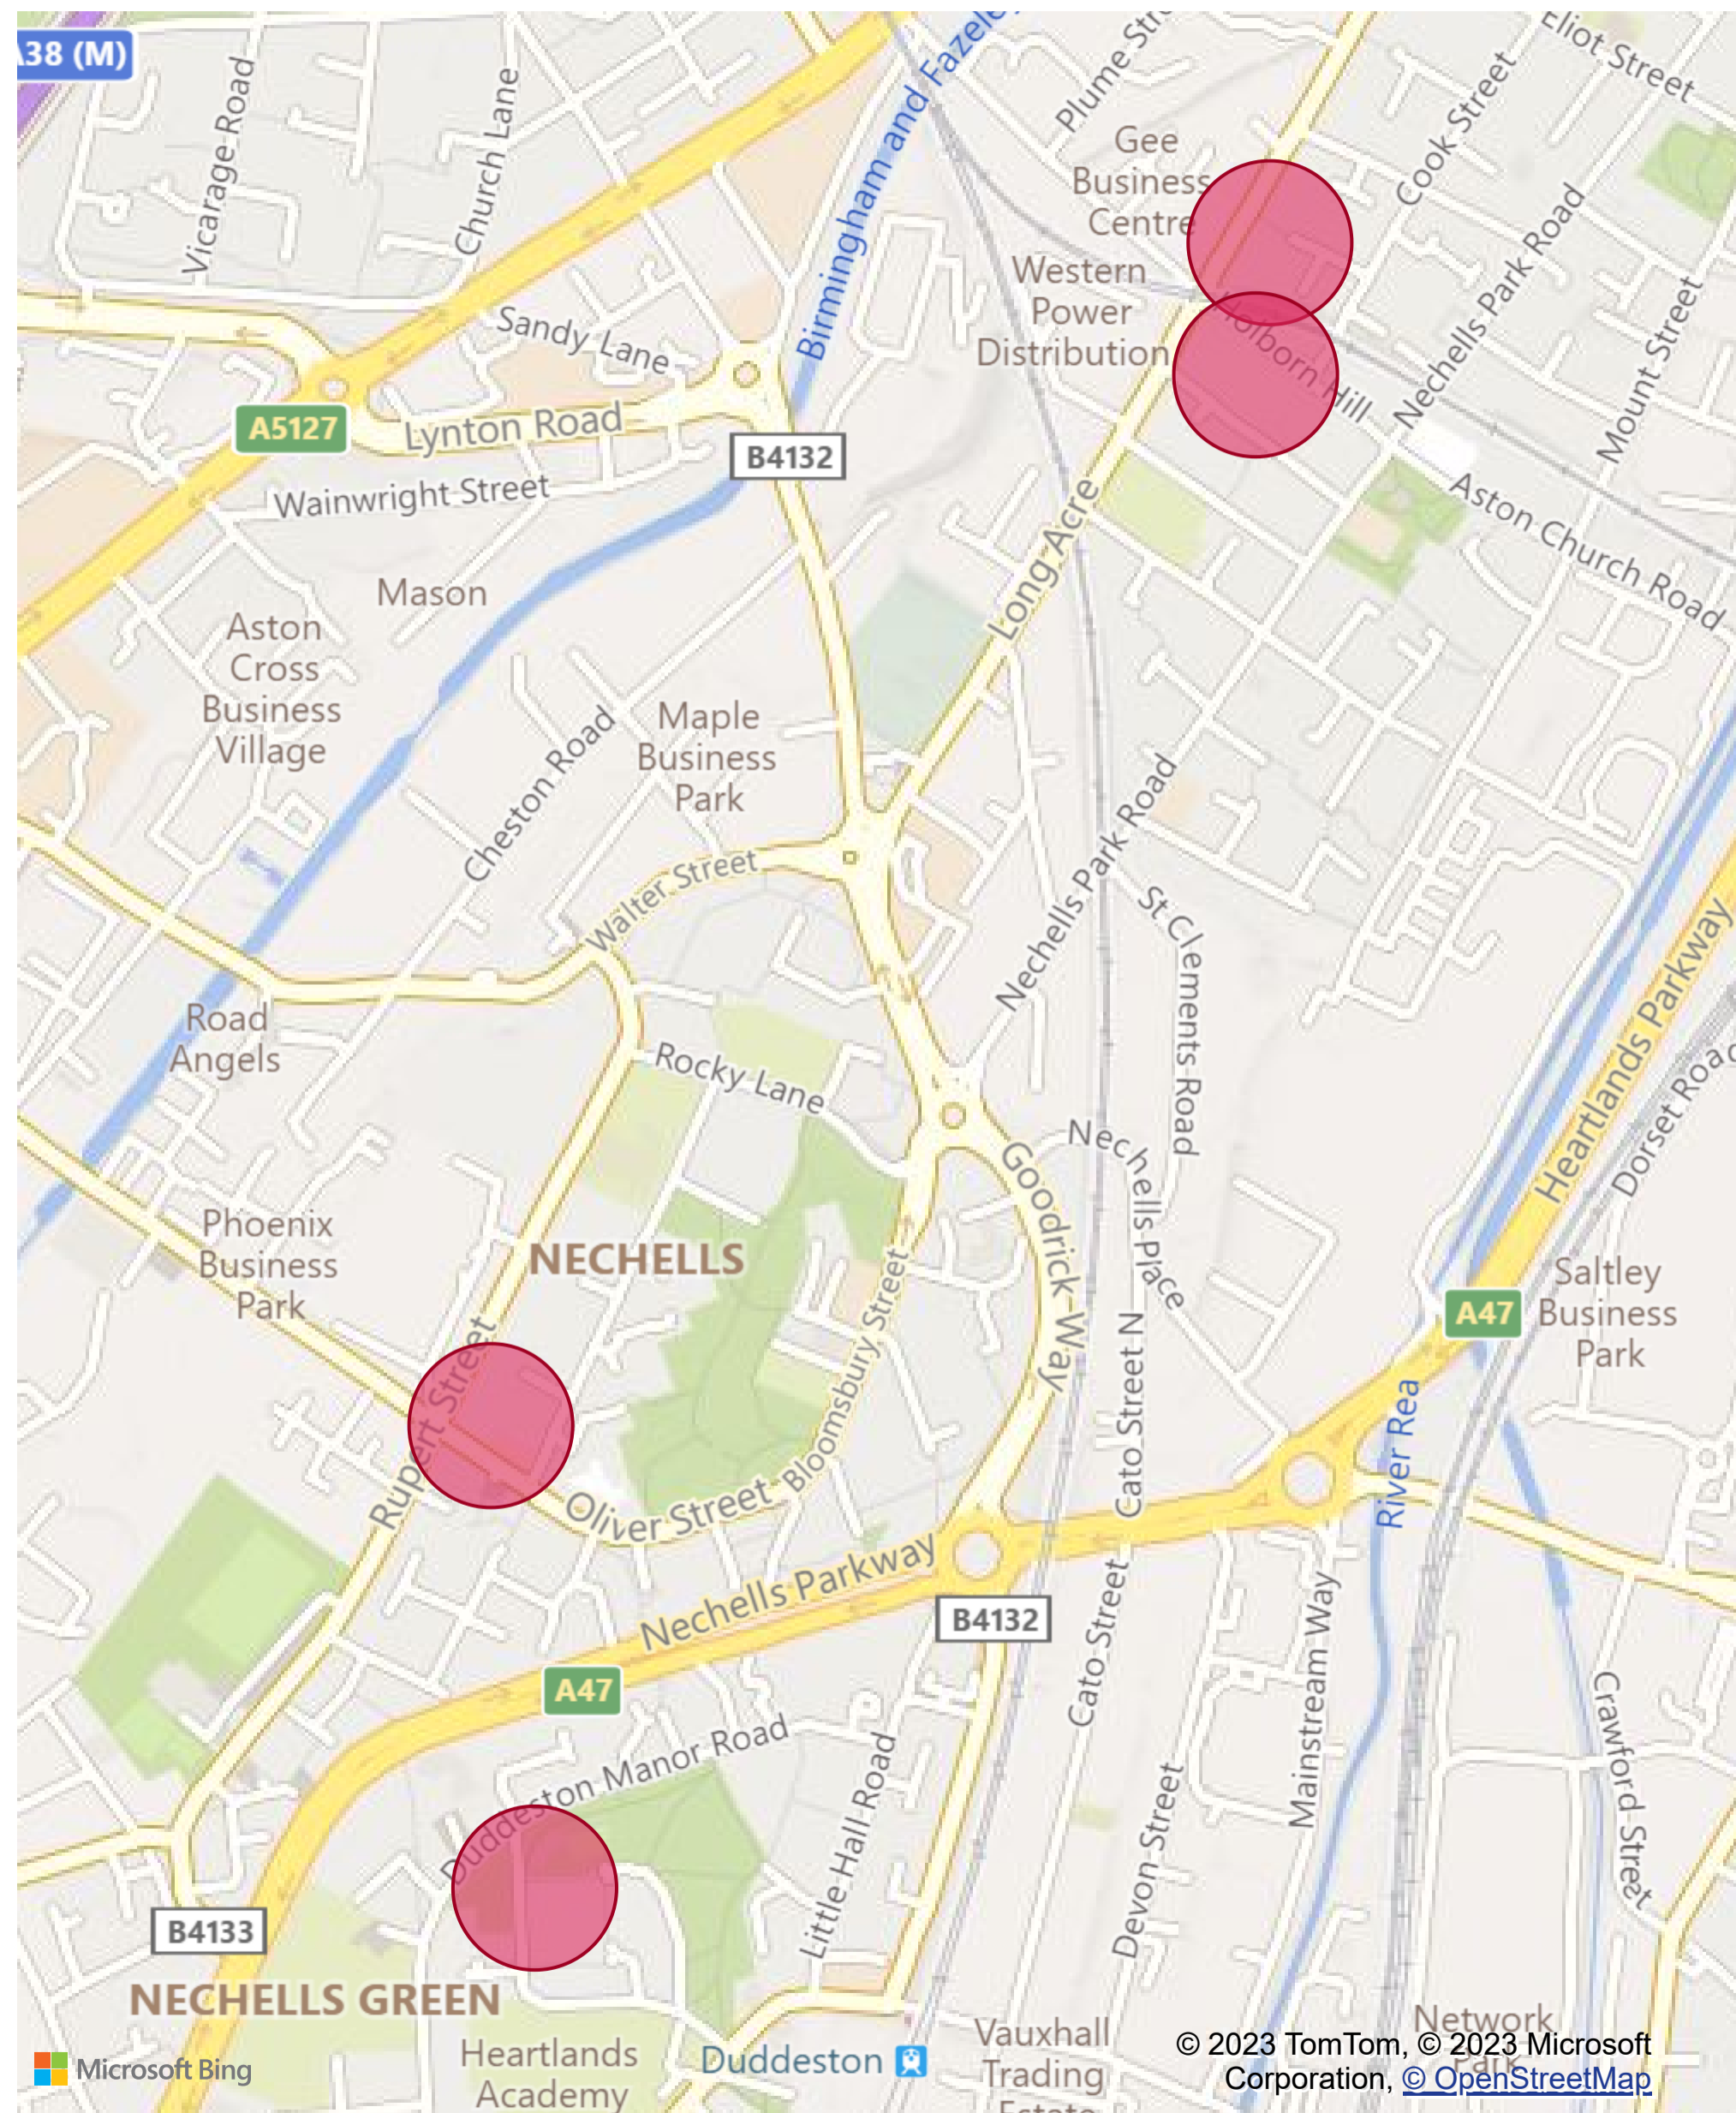 A38 (M)
Vicarage Road
Church Lane
Birmingham and Fazeley
Plume Str
Eliot Street
Cook Street
Gee
Business
Centre
Western
Power
Distribution
Holborn Hill
Nechells Park Road
Mount Street
Sandy Lane
A5127
Lynton Road
B4132
Wainwright Street
Aston Church Road
Mason
Long Acre
Aston
Cross
Business
Village
Maple
Business
Park
Cheston Road
Walter Street
Nechells Park Road
St Clements Road
Heartlands Parkway
Road
Angels
Rocky Lane
Dorset Road
Nechells Place
Goodrick Way
Phoenix
Business
Park
NECHELLS
Saltley
Business
Park
A47
Rupert Street
Bloomsbury Street
Cato Street N
River Rea
Oliver Street
Nechells Parkway
B4132
Cato Street
Mainstream Way
A47
Crawford Street
Duddeston Manor Road
Little Hall Road
Devon Street
B4133
NECHELLS GREEN
Heartlands
Academy
Duddeston
Vauxhall
Trading
Estate
Network
Park
Microsoft Bing
© 2023 TomTom, © 2023 Microsoft
Corporation, © OpenStreetMap